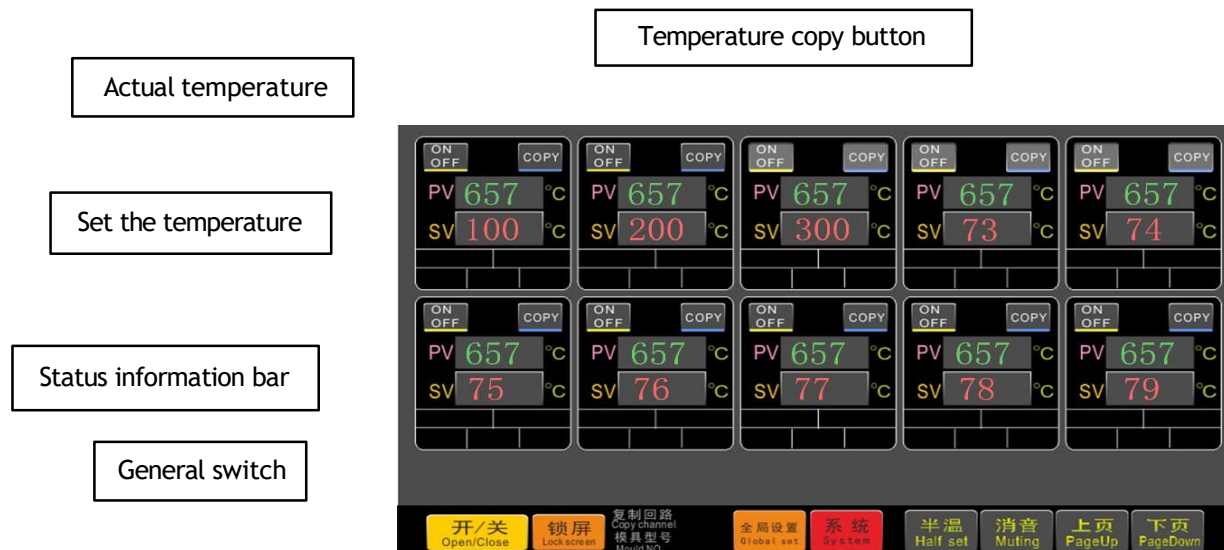 Temperature copy button
Actual temperature
Set the temperature
Status information bar
General switch
ON OFF COPY ON OFF COPY ON OFF COPY ON OFF COPY ON OFF COPY
PV 657 °C PV 657 °C PV 657 °C PV 657 °C PV 657 °C
SV 100 °C SV 200 °C SV 300 °C SV 73 °C SV 74 °C
ON OFF COPY ON OFF COPY ON OFF COPY ON OFF COPY ON OFF COPY
PV 657 °C PV 657 °C PV 657 °C PV 657 °C PV 657 °C
SV 75 °C SV 76 °C SV 77 °C SV 78 °C SV 79 °C
开/关
Open/Close
锁屏
Lock screen
复制回路
Copy channel
模具型号
Mould NO
全局设置
Global set
系统
System
半温
Half set
消音
Muting
上页
PageUp
下页
PageDown